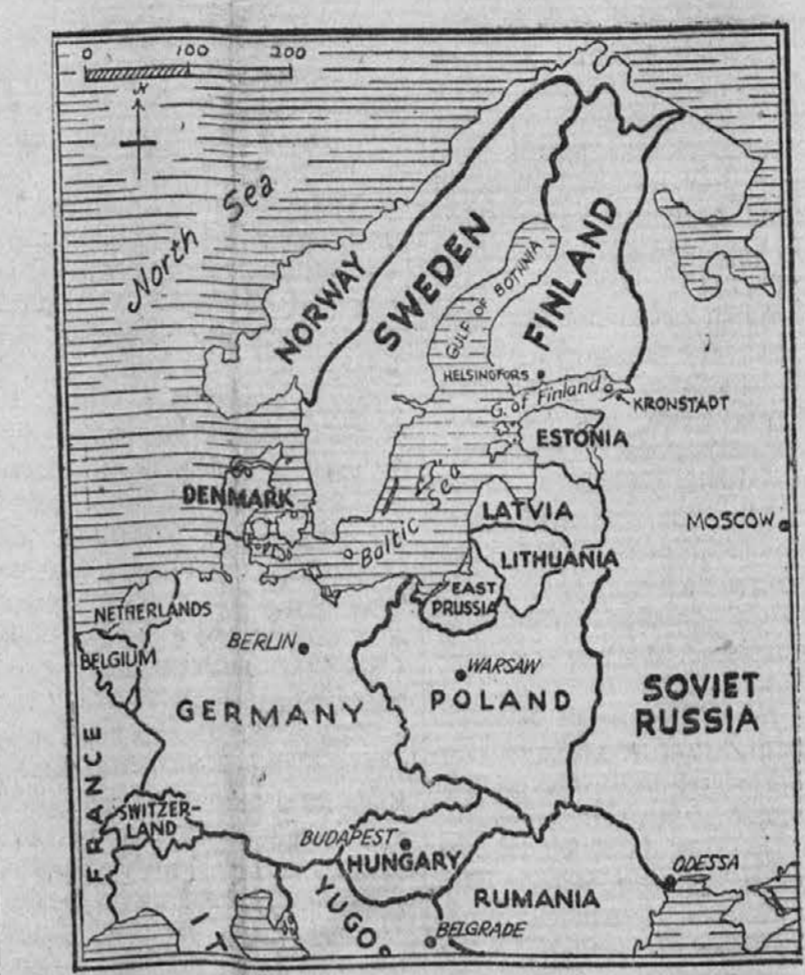 0 100 200
N
North Sea
NORWAY
SWEDEN
GULF OF BOTHNIA
FINLAND
HELSINGFORS
G. of Finland
KRONSTADT
ESTONIA
DENMARK
Baltic Sea
LATVIA
MOSCOW
LITHUANIA
EAST
PRUSSIA
NETHERLANDS
BELGIUM
BERLIN
WARSAW
POLAND
GERMANY
SOVIET
RUSSIA
FRANCE
SWITZER-
LAND
BUDAPEST
HUNGARY
ODESSA
RUMANIA
YUGO
BELGRADE
IT